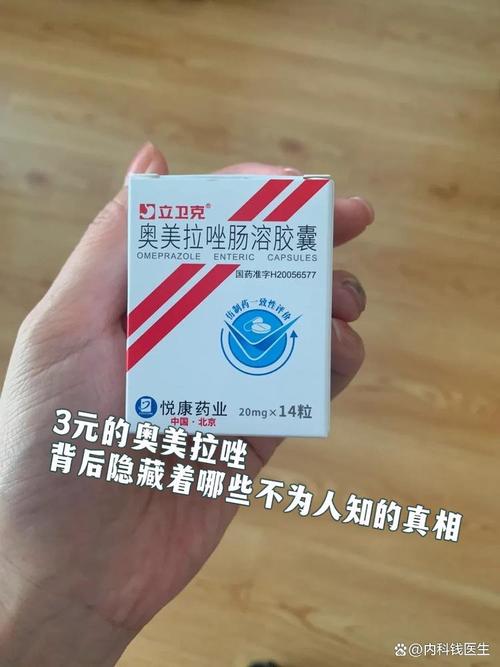 立卫克®
奥美拉唑肠溶胶囊
OMEPRAZOLE ENTERIC CAPSULES
国药准字H20056577
仿制药一致性评价
悦康药业
中国·北京
20mg×14粒
3元的奥美拉唑
背后隐藏着哪些不为人知的真相
@内科钱医生